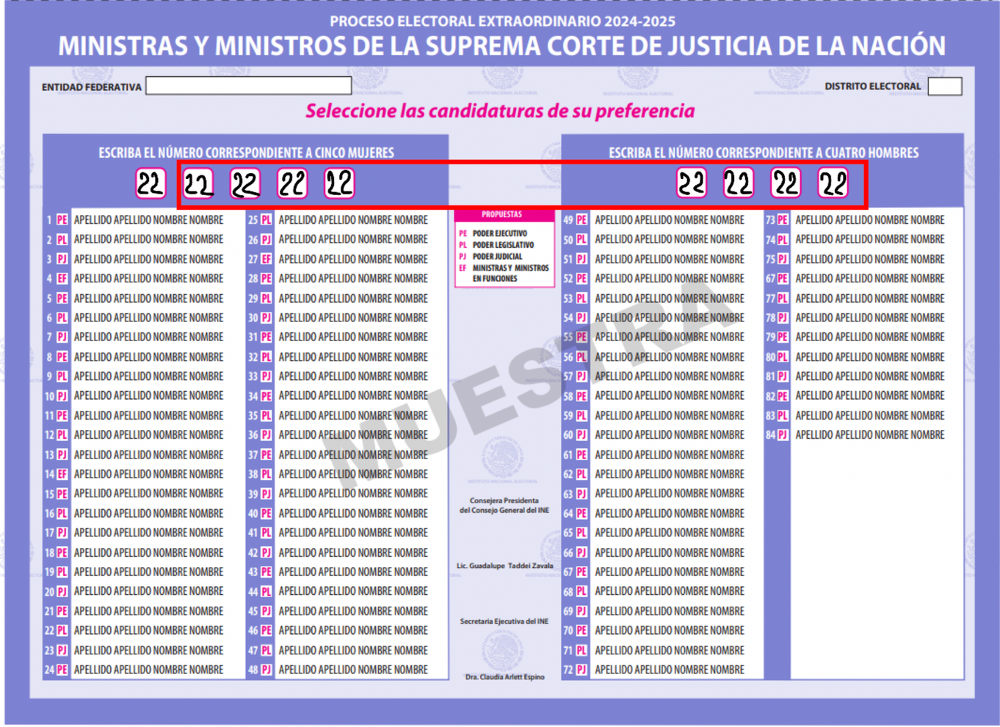 PROCESO ELECTORAL EXTRAORDINARIO 2024-2025
MINISTRAS Y MINISTROS DE LA SUPREMA CORTE DE JUSTICIA DE LA NACIÓN
ENTIDAD FEDERATIVA
DISTRITO ELECTORAL
Seleccione las candidaturas de su preferencia
ESCRIBA EL NÚMERO CORRESPONDIENTE A CINCO MUJERES
22 22 22 22 22
1 PE APELLIDO APELLIDO NOMBRE NOMBRE
2 PL APELLIDO APELLIDO NOMBRE NOMBRE
3 PJ APELLIDO APELLIDO NOMBRE NOMBRE
4 EF APELLIDO APELLIDO NOMBRE NOMBRE
5 PE APELLIDO APELLIDO NOMBRE NOMBRE
6 PL APELLIDO APELLIDO NOMBRE NOMBRE
7 PJ APELLIDO APELLIDO NOMBRE NOMBRE
8 PE APELLIDO APELLIDO NOMBRE NOMBRE
9 PL APELLIDO APELLIDO NOMBRE NOMBRE
10 PJ APELLIDO APELLIDO NOMBRE NOMBRE
11 PE APELLIDO APELLIDO NOMBRE NOMBRE
12 PL APELLIDO APELLIDO NOMBRE NOMBRE
13 PJ APELLIDO APELLIDO NOMBRE NOMBRE
14 EF APELLIDO APELLIDO NOMBRE NOMBRE
15 PE APELLIDO APELLIDO NOMBRE NOMBRE
16 PL APELLIDO APELLIDO NOMBRE NOMBRE
17 PJ APELLIDO APELLIDO NOMBRE NOMBRE
18 PE APELLIDO APELLIDO NOMBRE NOMBRE
19 PL APELLIDO APELLIDO NOMBRE NOMBRE
20 PJ APELLIDO APELLIDO NOMBRE NOMBRE
21 PE APELLIDO APELLIDO NOMBRE NOMBRE
22 PL APELLIDO APELLIDO NOMBRE NOMBRE
23 PJ APELLIDO APELLIDO NOMBRE NOMBRE
24 PE APELLIDO APELLIDO NOMBRE NOMBRE
25 PL APELLIDO APELLIDO NOMBRE NOMBRE
26 PJ APELLIDO APELLIDO NOMBRE NOMBRE
27 EF APELLIDO APELLIDO NOMBRE NOMBRE
28 PE APELLIDO APELLIDO NOMBRE NOMBRE
29 PL APELLIDO APELLIDO NOMBRE NOMBRE
30 PJ APELLIDO APELLIDO NOMBRE NOMBRE
31 PE APELLIDO APELLIDO NOMBRE NOMBRE
32 PL APELLIDO APELLIDO NOMBRE NOMBRE
33 PJ APELLIDO APELLIDO NOMBRE NOMBRE
34 PE APELLIDO APELLIDO NOMBRE NOMBRE
35 PL APELLIDO APELLIDO NOMBRE NOMBRE
36 PJ APELLIDO APELLIDO NOMBRE NOMBRE
37 PE APELLIDO APELLIDO NOMBRE NOMBRE
38 PL APELLIDO APELLIDO NOMBRE NOMBRE
39 PJ APELLIDO APELLIDO NOMBRE NOMBRE
40 PE APELLIDO APELLIDO NOMBRE NOMBRE
41 PL APELLIDO APELLIDO NOMBRE NOMBRE
42 PJ APELLIDO APELLIDO NOMBRE NOMBRE
43 PE APELLIDO APELLIDO NOMBRE NOMBRE
44 PL APELLIDO APELLIDO NOMBRE NOMBRE
45 PJ APELLIDO APELLIDO NOMBRE NOMBRE
46 PE APELLIDO APELLIDO NOMBRE NOMBRE
47 PL APELLIDO APELLIDO NOMBRE NOMBRE
48 PJ APELLIDO APELLIDO NOMBRE NOMBRE
PROPUESTAS
PE PODER EJECUTIVO
PL PODER LEGISLATIVO
PJ PODER JUDICIAL
EF MINISTRAS Y MINISTROS
EN FUNCIONES
MUESTRA
INSTITUTO NACIONAL ELECTORAL
Consejera Presidenta
del Consejo General del INE
Lic. Guadalupe Taddei Zavala
Secretaria Ejecutiva del INE
Dra. Claudia Arlett Espino
ESCRIBA EL NÚMERO CORRESPONDIENTE A CUATRO HOMBRES
22 22 22 22
49 PE APELLIDO APELLIDO NOMBRE NOMBRE
50 PL APELLIDO APELLIDO NOMBRE NOMBRE
51 PJ APELLIDO APELLIDO NOMBRE NOMBRE
52 PE APELLIDO APELLIDO NOMBRE NOMBRE
53 PL APELLIDO APELLIDO NOMBRE NOMBRE
54 PJ APELLIDO APELLIDO NOMBRE NOMBRE
55 PE APELLIDO APELLIDO NOMBRE NOMBRE
56 PL APELLIDO APELLIDO NOMBRE NOMBRE
57 PJ APELLIDO APELLIDO NOMBRE NOMBRE
58 PE APELLIDO APELLIDO NOMBRE NOMBRE
59 PL APELLIDO APELLIDO NOMBRE NOMBRE
60 PJ APELLIDO APELLIDO NOMBRE NOMBRE
61 PE APELLIDO APELLIDO NOMBRE NOMBRE
62 PL APELLIDO APELLIDO NOMBRE NOMBRE
63 PJ APELLIDO APELLIDO NOMBRE NOMBRE
64 PE APELLIDO APELLIDO NOMBRE NOMBRE
65 PL APELLIDO APELLIDO NOMBRE NOMBRE
66 PJ APELLIDO APELLIDO NOMBRE NOMBRE
67 PE APELLIDO APELLIDO NOMBRE NOMBRE
68 PL APELLIDO APELLIDO NOMBRE NOMBRE
69 PJ APELLIDO APELLIDO NOMBRE NOMBRE
70 PE APELLIDO APELLIDO NOMBRE NOMBRE
71 PL APELLIDO APELLIDO NOMBRE NOMBRE
72 PJ APELLIDO APELLIDO NOMBRE NOMBRE
73 PE APELLIDO APELLIDO NOMBRE NOMBRE
74 PL APELLIDO APELLIDO NOMBRE NOMBRE
75 PJ APELLIDO APELLIDO NOMBRE NOMBRE
67 PE APELLIDO APELLIDO NOMBRE NOMBRE
77 PL APELLIDO APELLIDO NOMBRE NOMBRE
78 PJ APELLIDO APELLIDO NOMBRE NOMBRE
79 PE APELLIDO APELLIDO NOMBRE NOMBRE
80 PL APELLIDO APELLIDO NOMBRE NOMBRE
81 PJ APELLIDO APELLIDO NOMBRE NOMBRE
82 PE APELLIDO APELLIDO NOMBRE NOMBRE
83 PL APELLIDO APELLIDO NOMBRE NOMBRE
84 PJ APELLIDO APELLIDO NOMBRE NOMBRE